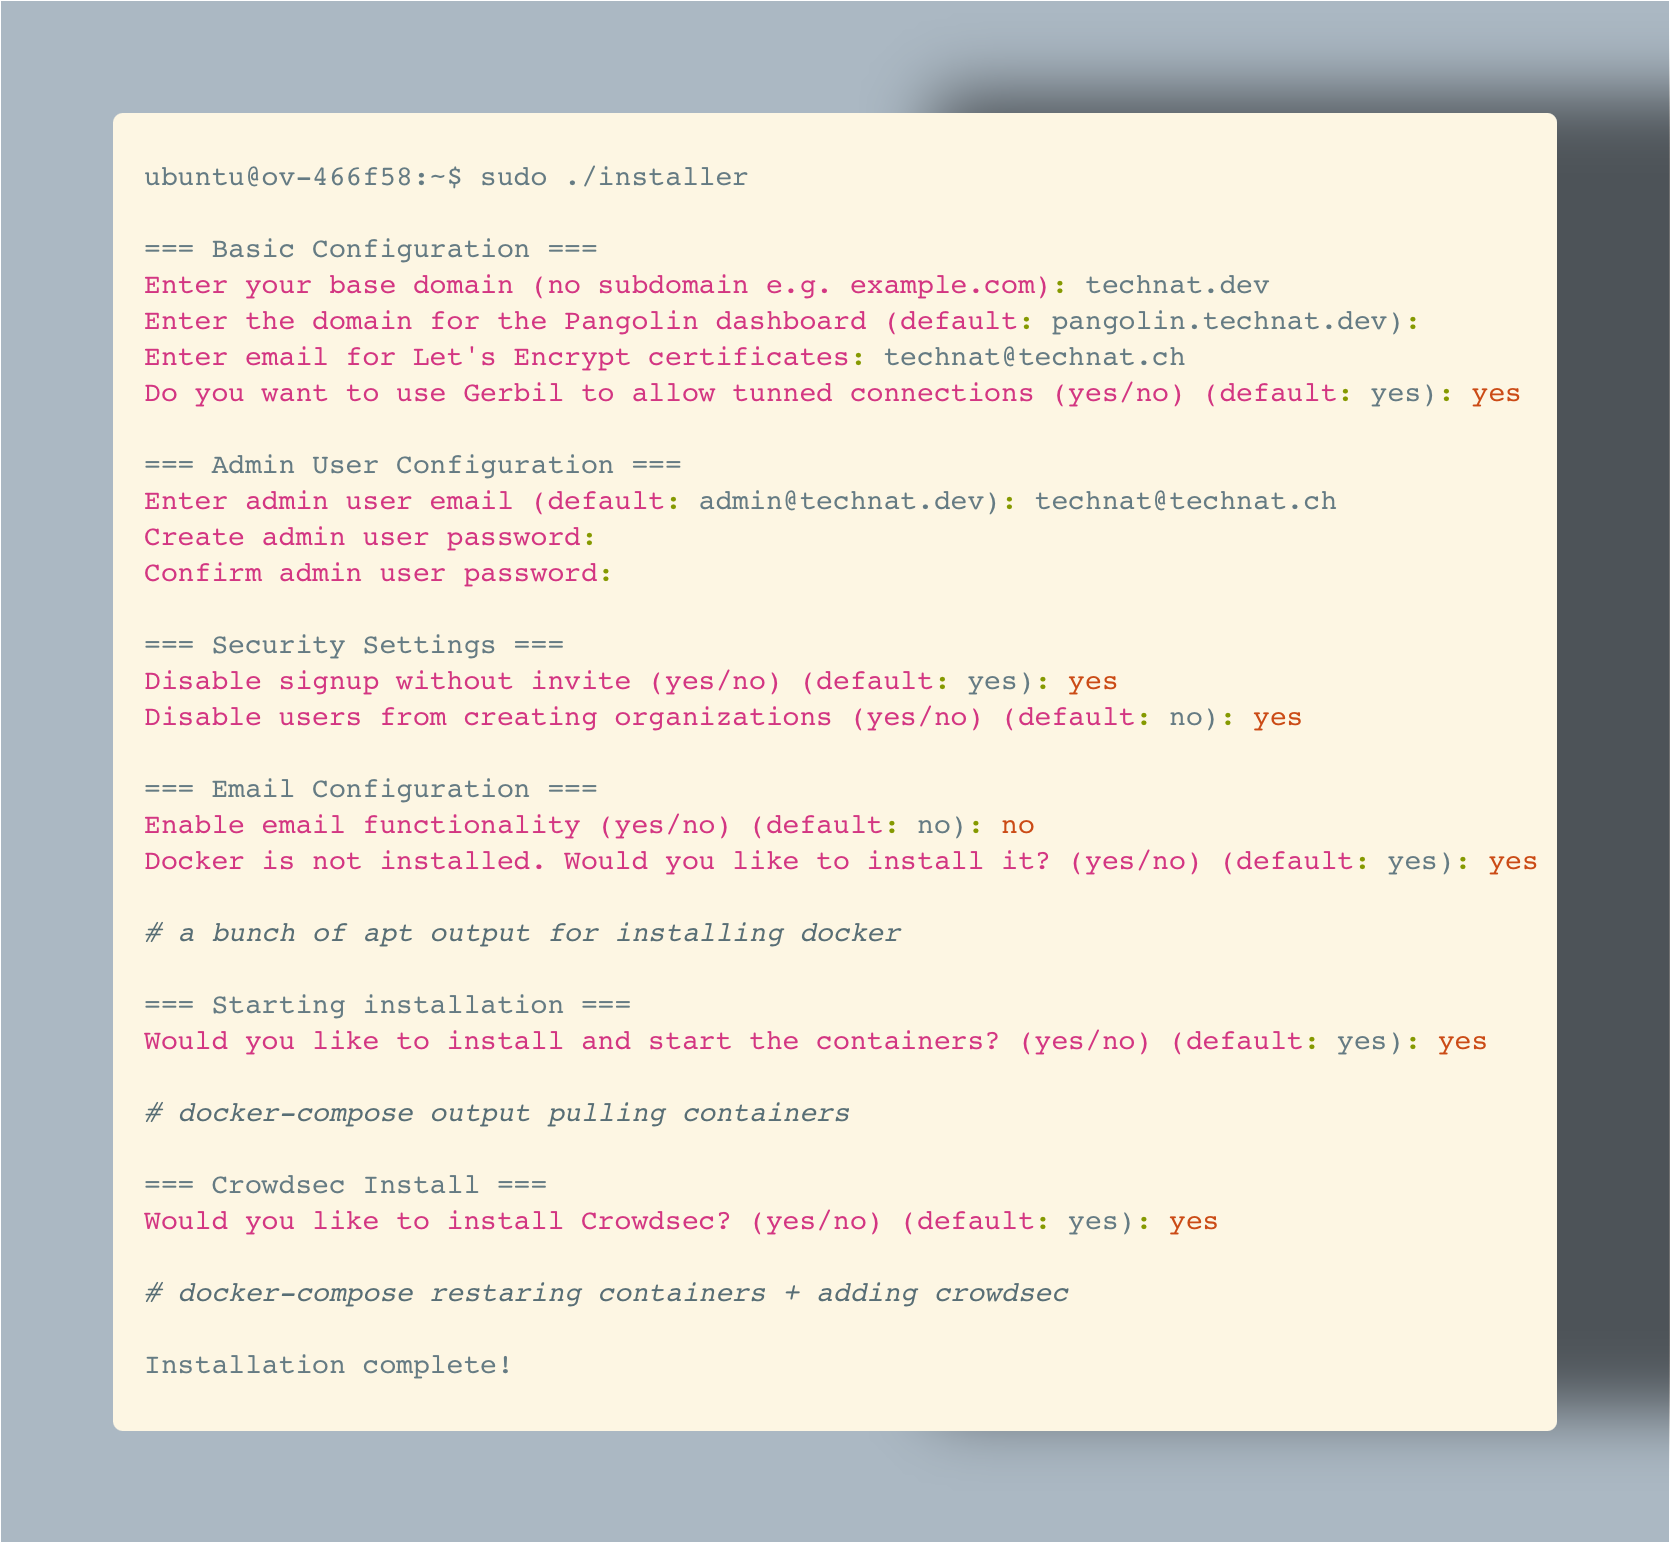 ubuntu@ov-466f58:~$ sudo ./installer
=== Basic Configuration ===
Enter your base domain (no subdomain e.g. example.com): technat.dev
Enter the domain for the Pangolin dashboard (default: pangolin.technat.dev):
Enter email for Let's Encrypt certificates: technat@technat.ch
Do you want to use Gerbil to allow tunned connections (yes/no) (default: yes): yes
=== Admin User Configuration ===
Enter admin user email (default: admin@technat.dev): technat@technat.ch
Create admin user password:
Confirm admin user password:
=== Security Settings ===
Disable signup without invite (yes/no) (default: yes): yes
Disable users from creating organizations (yes/no) (default: no): yes
=== Email Configuration ===
Enable email functionality (yes/no) (default: no): no
Docker is not installed. Would you like to install it? (yes/no) (default: yes): yes
# a bunch of apt output for installing docker
=== Starting installation ===
Would you like to install and start the containers? (yes/no) (default: yes): yes
# docker-compose output pulling containers
=== Crowdsec Install ===
Would you like to install Crowdsec? (yes/no) (default: yes): yes
# docker-compose restaring containers + adding crowdsec
Installation complete!